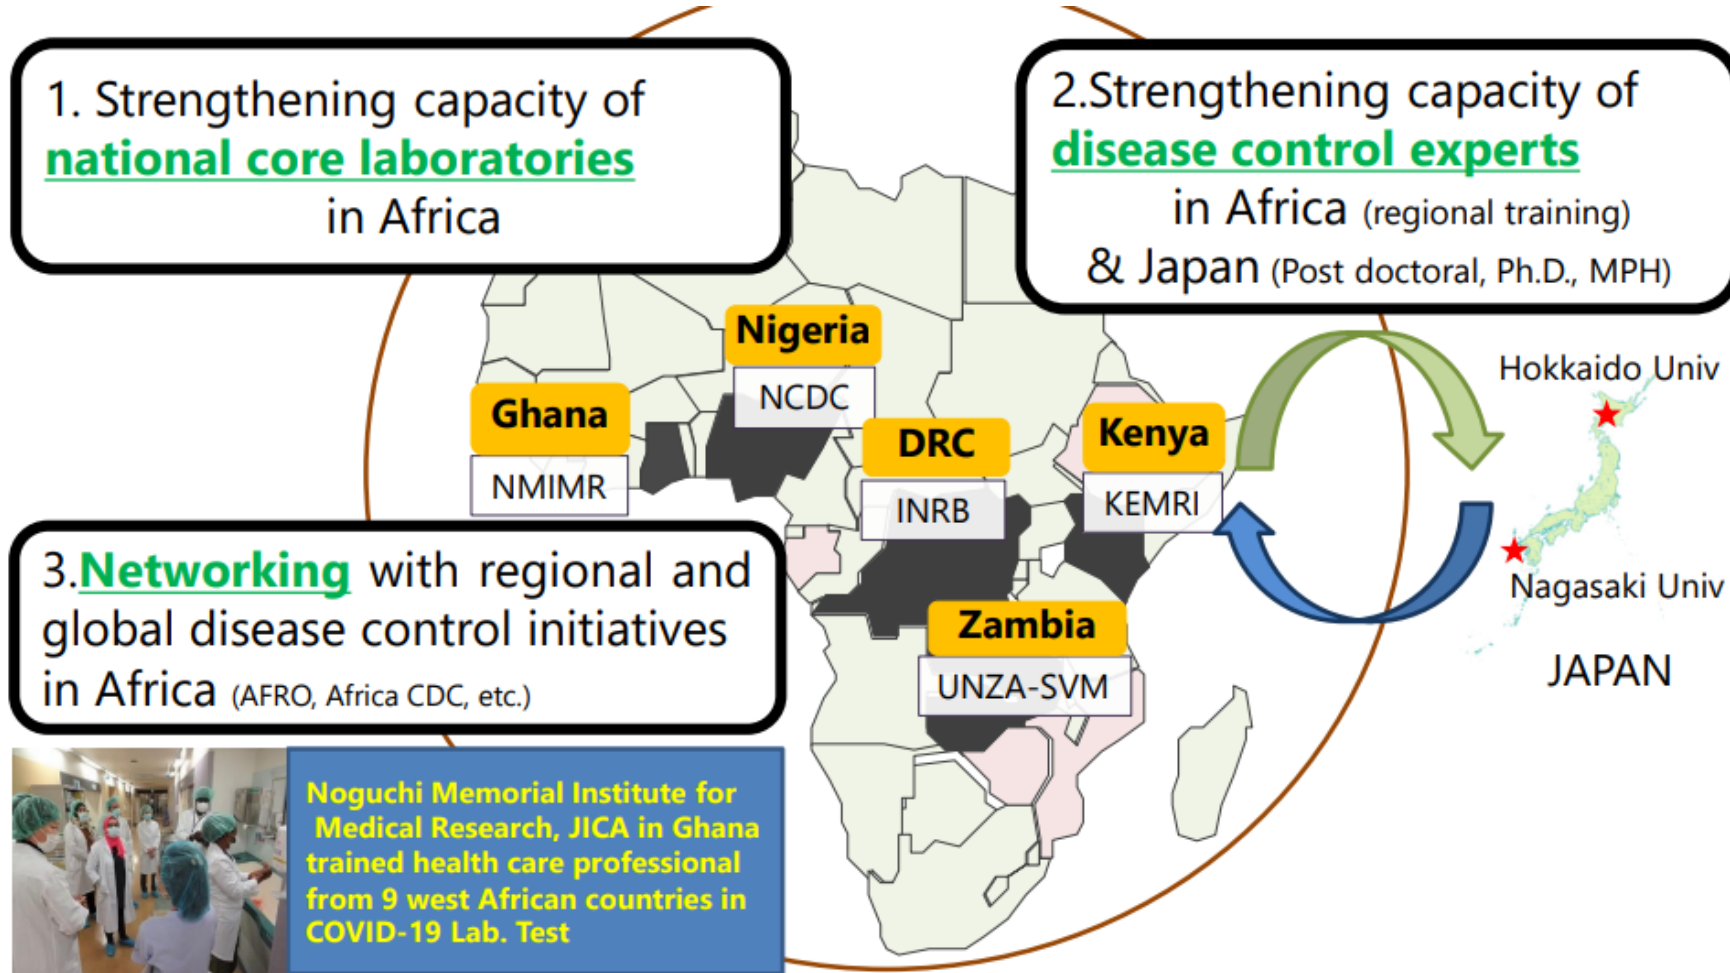 1. Strengthening capacity of
national core laboratories
in Africa
2.Strengthening capacity of
disease control experts
in Africa (regional training)
& Japan (Post doctoral, Ph.D., MPH)
Nigeria
NCDC
Ghana
NMIMR
DRC
INRB
Kenya
KEMRI
Zambia
UNZA-SVM
Hokkaido Univ
Nagasaki Univ
JAPAN
3.Networking with regional and
global disease control initiatives
in Africa (AFRO, Africa CDC, etc.)
Noguchi Memorial Institute for
Medical Research, JICA in Ghana
trained health care professional
from 9 west African countries in
COVID-19 Lab. Test